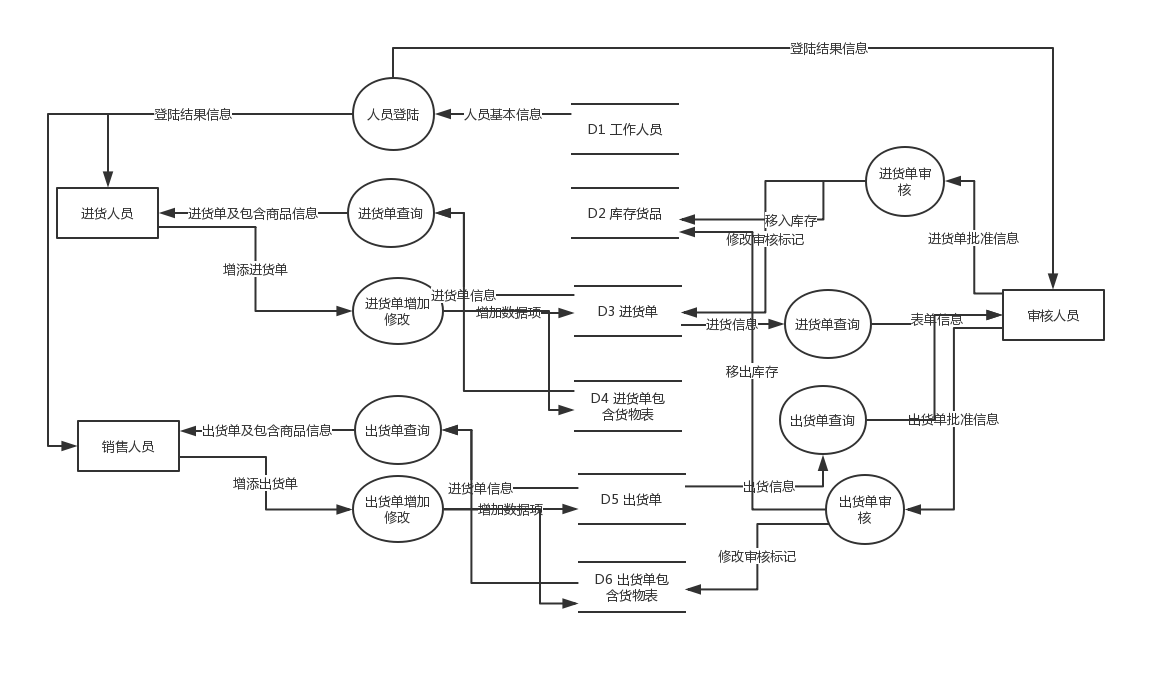 登陆结果信息
登陆结果信息
人员登陆
人员基本信息
D1 工作人员
进货单审
核
进货人员
进货单及包含商品信息
进货单查询
D2 库存货品
移入库存
修改审核标记
进货单批准信息
增添进货单
进货单增加
修改
进货单信息
增加数据项
D3 进货单
进货信息
进货单查询
表单信息
审核人员
移出库存
D4 进货单包
含货物表
出货单查询
出货单批准信息
销售人员
出货单及包含商品信息
出货单查询
增添出货单
出货单增加
修改
进货单信息
增加数据项
D5 出货单
出货信息
出货单审
核
修改审核标记
D6 出货单包
含货物表